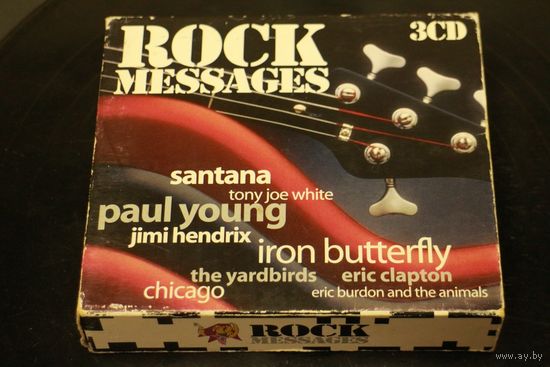 ROCK
MESSAGES
3CD
santana
tony joe white
paul young
jimi hendrix
iron butterfly
the yardbirds eric clapton
chicago
eric burdon and the animals
ROCK
MESSAGES
www.ay.by